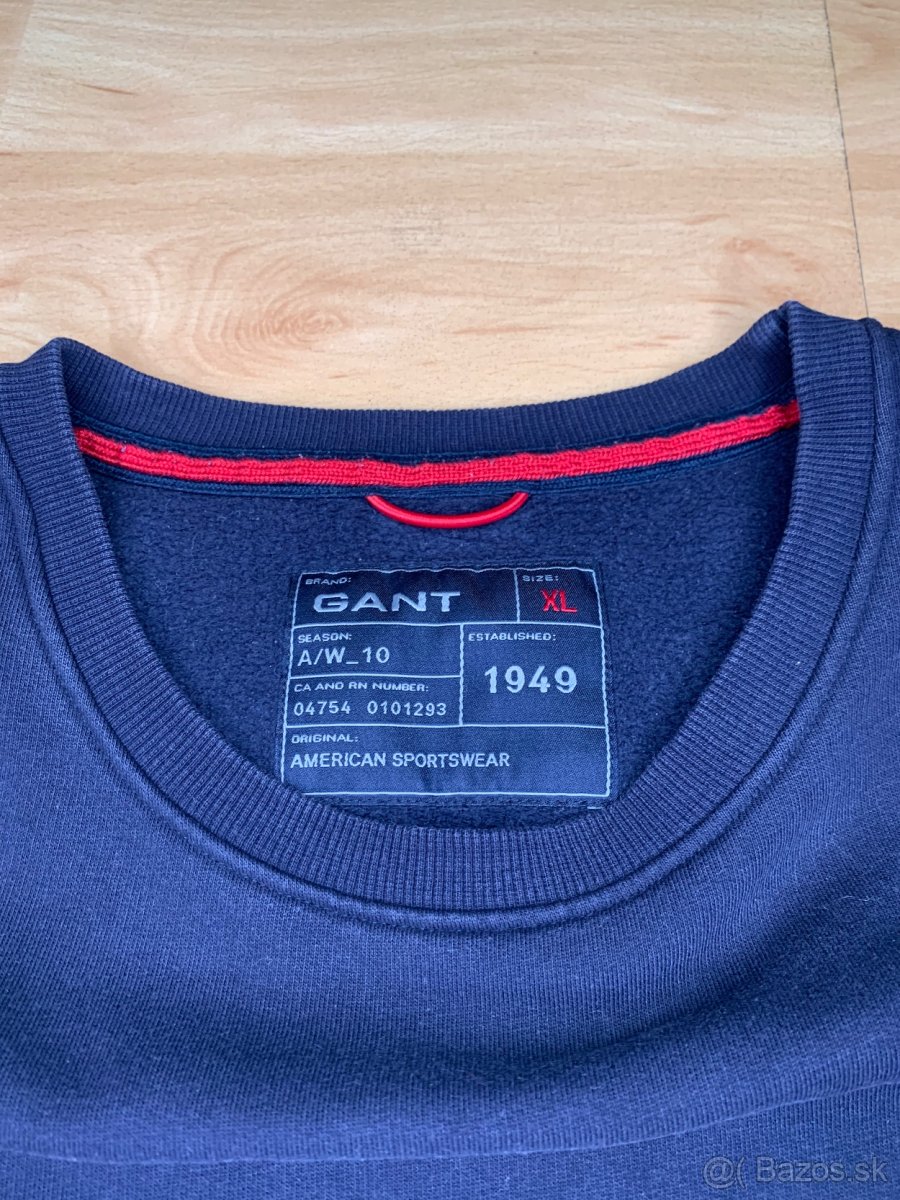 BRAND:
GANT
SIZE:
XL
SEASON:
A/W_10
CA AND RN NUMBER:
04754 0101293
ESTABLISHED:
1949
ORIGINAL:
AMERICAN SPORTSWEAR
@( Bazos.sk